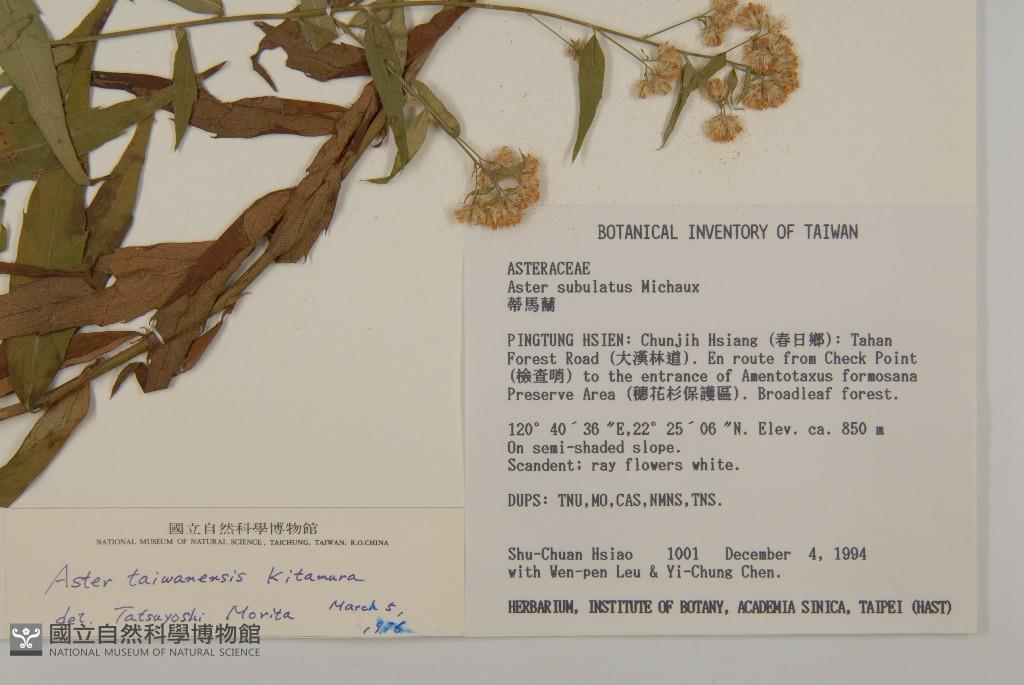 BOTANICAL INVENTORY OF TAIWAN
ASTERACEAE
Aster subulatus Michaux
帚馬蘭
PINGTUNG HSIEN: Chunjih Hsiang (春日鄉): Tahan
Forest Road (大漢林道). En route from Check Point
(檢查哨) to the entrance of Amentotaxus formosana
Preserve Area (穗花杉保護區). Broadleaf forest.
120° 40´36 ″E,22° 25´06 ″N. Elev. ca. 850 m
On semi-shaded slope.
Scandent; ray flowers white.
DUPS: TNU,MO,CAS,NMNS,TNS.
Shu-Chuan Hsiao 1001 December 4, 1994
with Wen-pen Leu & Yi-Chung Chen.
HERBARIUM, INSTITUTE OF BOTANY, ACADEMIA SINICA, TAIPEI (HAST)
國立自然科學博物館
NATIONAL MUSEUM OF NATURAL SCIENCE, TAICHUNG, TAIWAN, R.O.CHINA
Aster taiwanensis Kitamura
det. Tatsuyoshi Morita March 5,
國立自然科學博物館
NATIONAL MUSEUM OF NATURAL SCIENCE